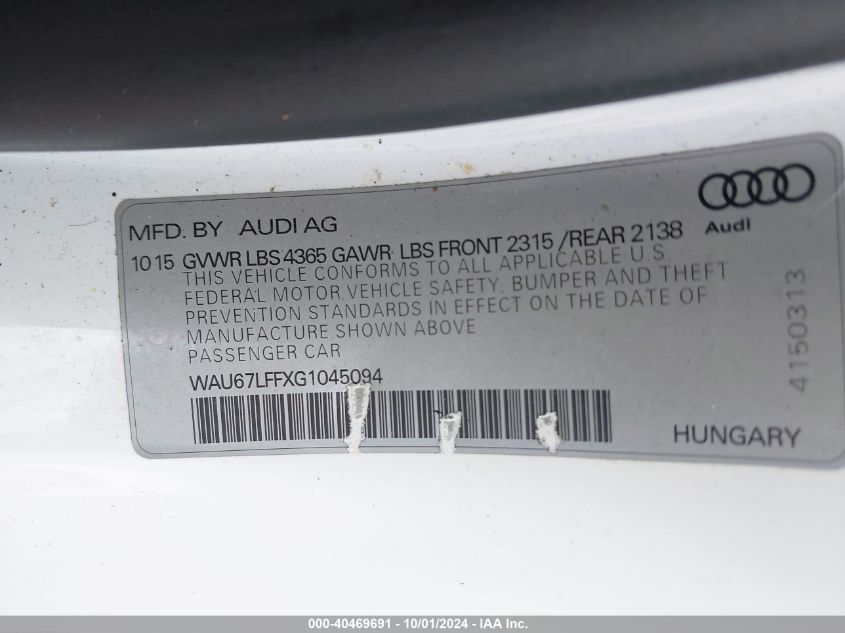 MFD. BY AUDI AG
Audi
10 15 GVWR LBS 4365 GAWR LBS FRONT 2315 /REAR 2138
THIS VEHICLE CONFORMS TO ALL APPLICABLE U.S
FEDERAL MOTOR VEHICLE SAFETY, BUMPER AND THEFT
PREVENTION STANDARDS IN EFFECT ON THE DATE OF
MANUFACTURE SHOWN ABOVE
PASSENGER CAR
WAU67LFFXG1045094
4150313
HUNGARY
000-40469691 - 10/01/2024 - IAA Inc.